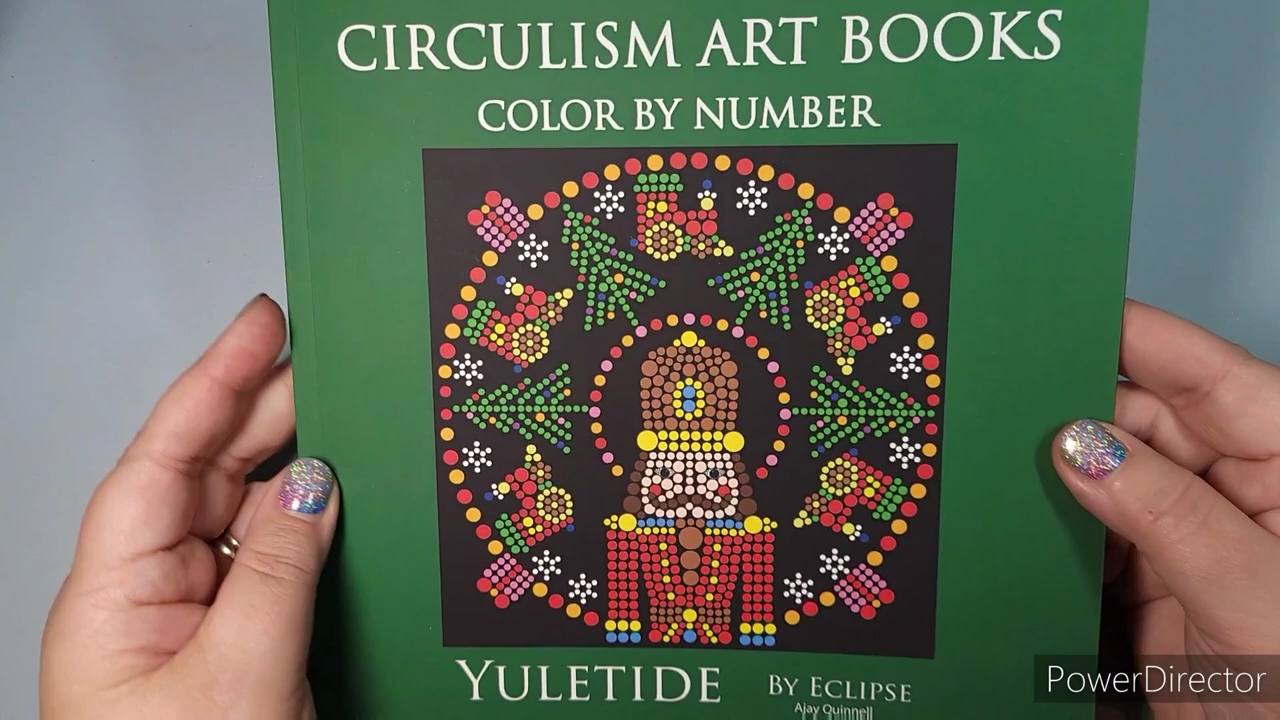 CIRCULISM ART BOOKS
COLOR BY NUMBER
YULETIDE
BY ECLIPSE
Ajay Quinnell
PowerDirector